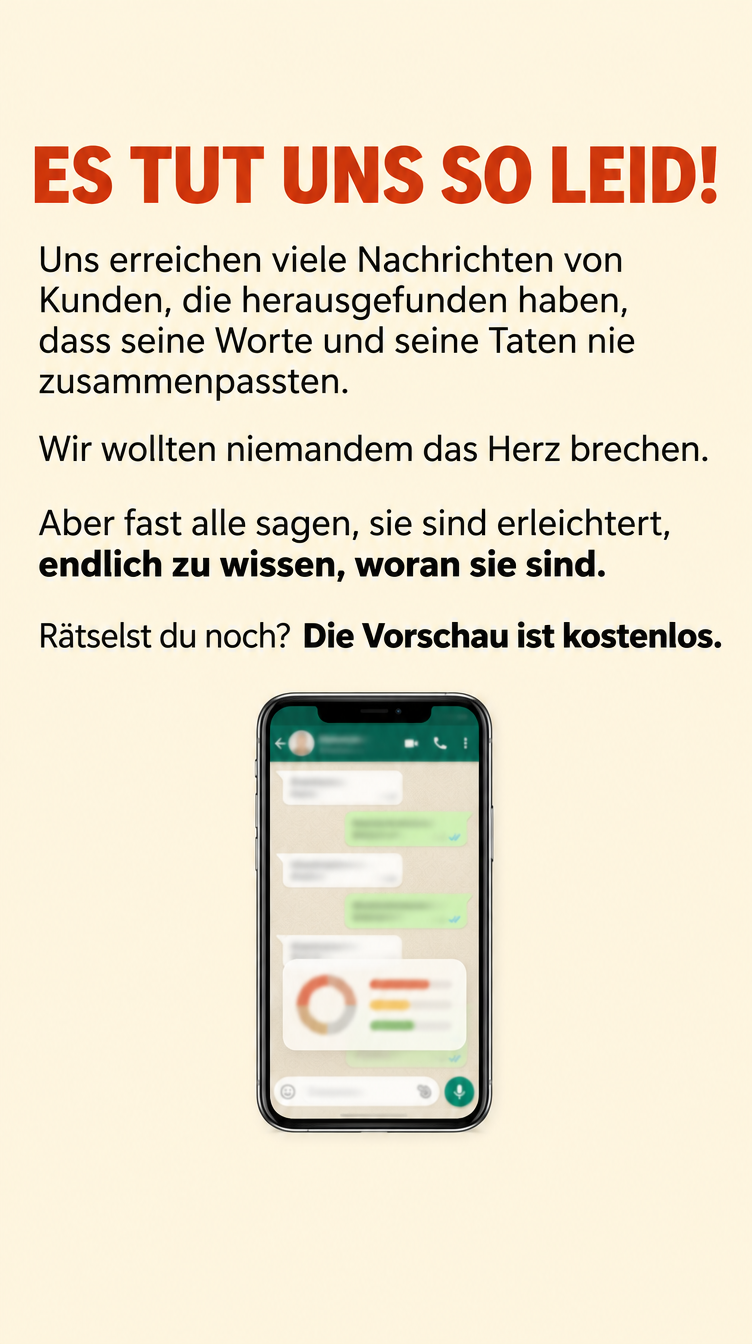 ES TUT UNS SO LEID!
Uns erreichen viele Nachrichten von
Kunden, die herausgefunden haben,
dass seine Worte und seine Taten nie
zusammenpassten.
Wir wollten niemandem das Herz brechen.
Aber fast alle sagen, sie sind erleichtert,
endlich zu wissen, woran sie sind.
Rätselst du noch? Die Vorschau ist kostenlos.